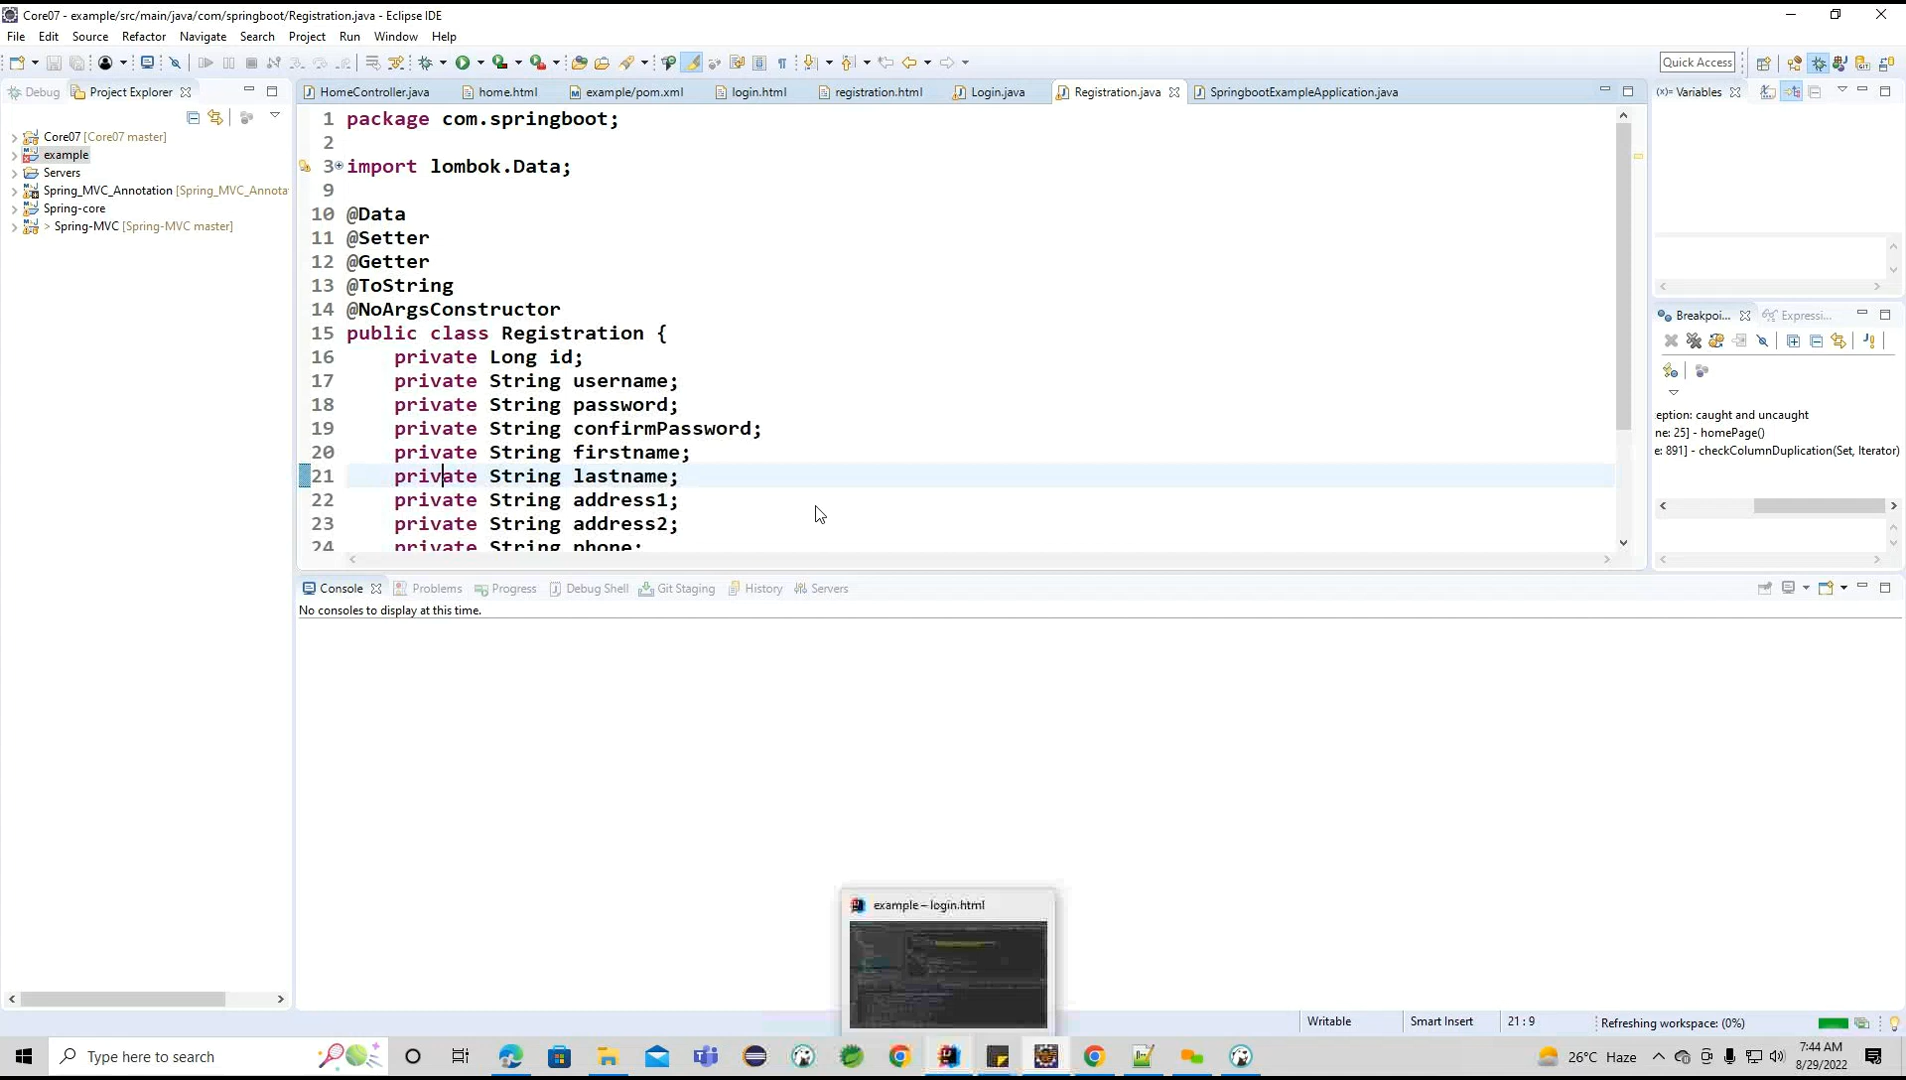 Core07 - example/src/main/java/com/springboot/Registration.java - Eclipse IDE
File Edit Source Refactor Navigate Search Project Run Window Help
Quick Access
Debug Project Explorer
HomeController.java home.html example/pom.xml login.html registration.html Login.java Registration.java SpringbootExampleApplication.java
(x)= Variables
Core07 [Core07 master]
example
Servers
Spring_MVC_Annotation [Spring_MVC_Annota
Spring-core
> Spring-MVC [Spring-MVC master]
1 package com.springboot;
2
3 import lombok.Data;
9
10 @Data
11 @Setter
12 @Getter
13 @ToString
14 @NoArgsConstructor
15 public class Registration {
16 private Long id;
17 private String username;
18 private String password;
19 private String confirmPassword;
20 private String firstname;
21 private String lastname;
22 private String address1;
23 private String address2;
24 private String phone;
Breakpoi... Expressi...
eption: caught and uncaught
ne: 25] - homePage()
e: 891] - checkColumnDuplication(Set, Iterator)
Console Problems Progress Debug Shell Git Staging History Servers
No consoles to display at this time.
example – login.html
Writable Smart Insert 21 : 9 Refreshing workspace: (0%)
Type here to search
26°C Haze
7:44 AM
8/29/2022